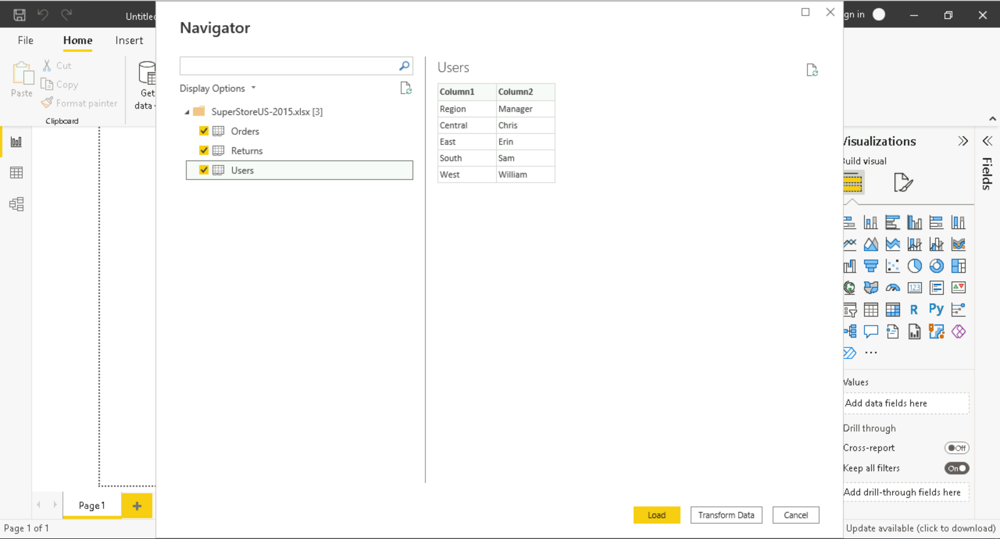 Untitled
gn in
File
Home
Insert
Paste
Cut
Copy
Format painter
Clipboard
Get
data
Navigator
Display Options
SuperStoreUS-2015.xlsx [3]
Orders
Returns
Users
Users
Column1 Column2
Region Manager
Central Chris
East Erin
South Sam
West William
Load
Transform Data
Cancel
Visualizations
Build visual
Fields
123
R
Py
Values
Add data fields here
Drill through
Cross-report
Off
Keep all filters
On
Add drill-through fields here
Page 1
Page 1 of 1
Update available (click to download)